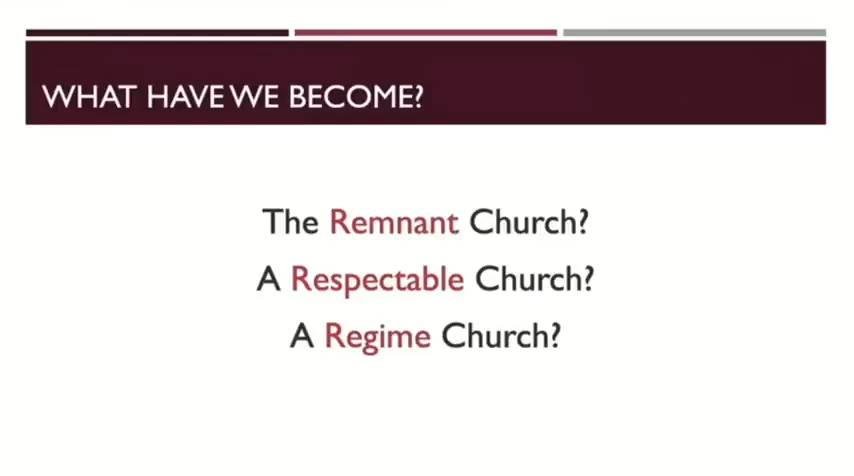 WHAT HAVE WE BECOME?
The Remnant Church?
A Respectable Church?
A Regime Church?